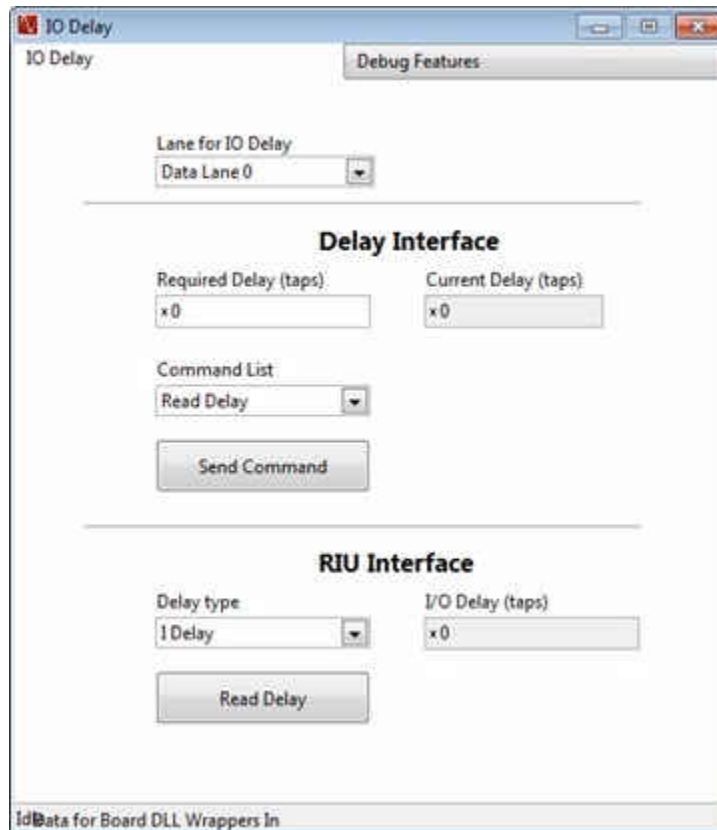 IO Delay
IO Delay
Debug Features
Lane for IO Delay
Data Lane 0
Delay Interface
Required Delay (taps)
Current Delay (taps)
x0
x0
Command List
Read Delay
Send Command
RIU Interface
Delay type
I/O Delay (taps)
I Delay
x0
Read Delay
Data for Board DLL Wrappers In